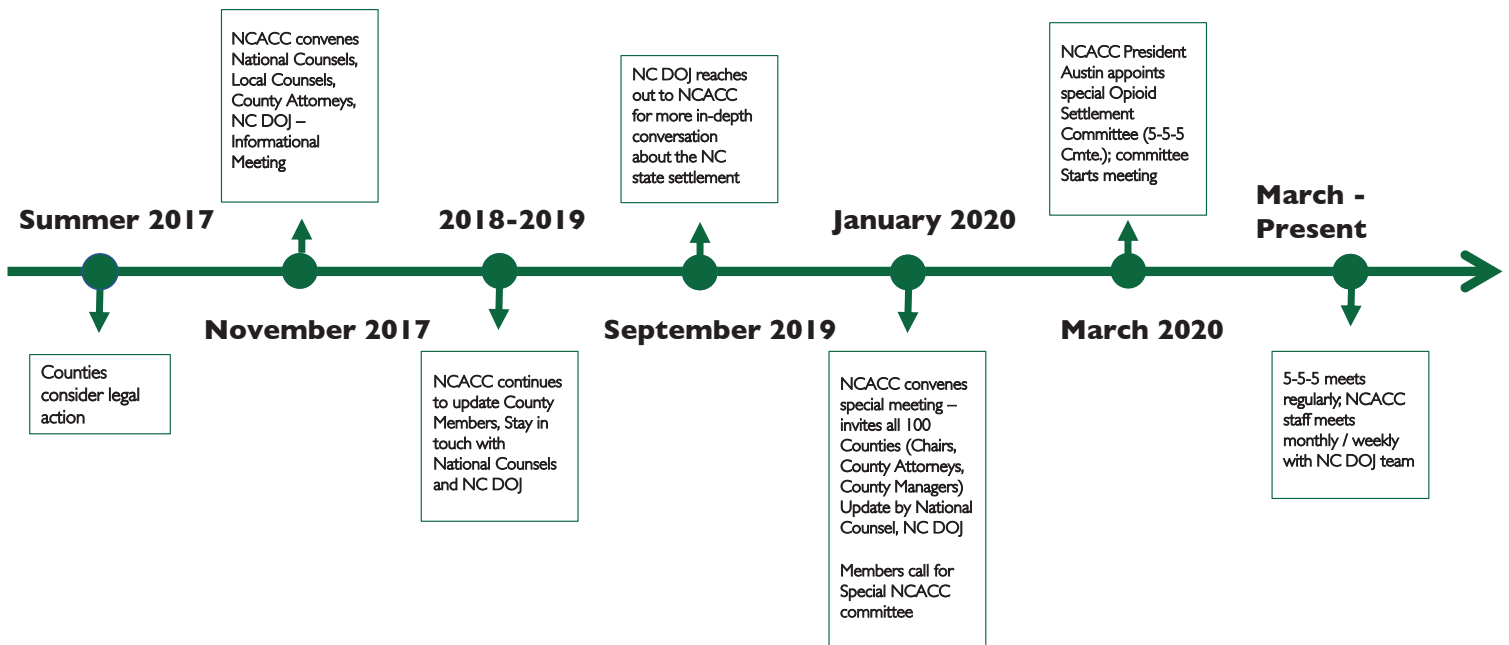 Summer 2017
Counties
consider legal
action
NCACC convenes
National Counsels,
Local Counsels,
County Attorneys,
NC DOJ –
Informational
Meeting
November 2017
2018-2019
NCACC continues
to update County
Members, Stay in
touch with
National Counsels
and NC DOJ
NC DOJ reaches
out to NCACC
for more in-depth
conversation
about the NC
state settlement
September 2019
January 2020
NCACC convenes
special meeting –
invites all 100
Counties (Chairs,
County Attorneys,
County Managers)
Update by National
Counsel, NC DOJ
Members call for
Special NCACC
committee
NCACC President
Austin appoints
special Opioid
Settlement
Committee (5-5-5
Cmte.); committee
Starts meeting
March 2020
March -
Present
5-5-5 meets
regularly; NCACC
staff meets
monthly / weekly
with NC DOJ team